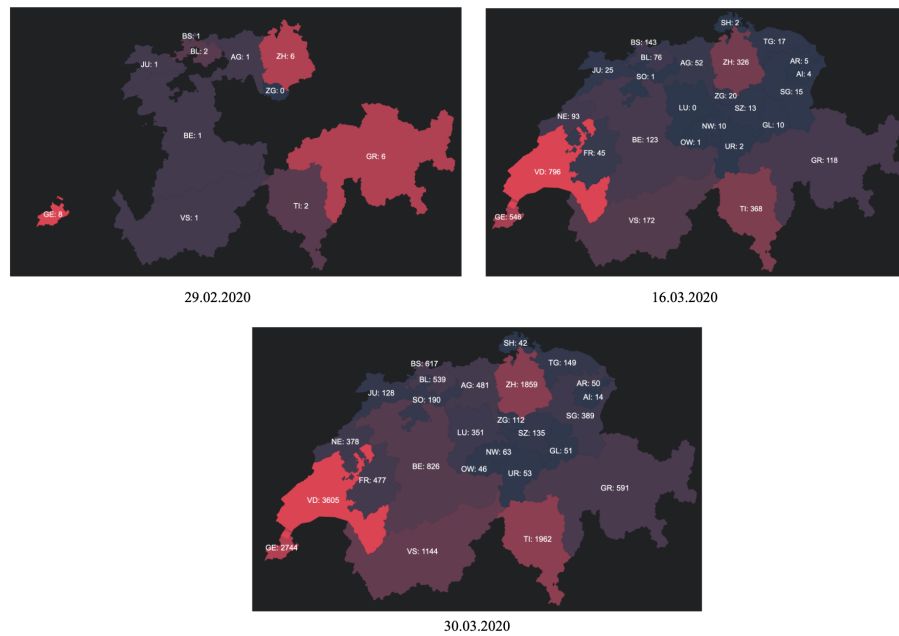 BS: 1
BL: 2
JU: 1
AG: 1
ZH: 6
ZG: 0
BE: 1
GR: 6
GE: 8
TI: 2
VS: 1
29.02.2020
SH: 2
BS: 143
TG: 17
BL: 76
AG: 52
ZH: 326
AR: 5
JU: 25
SO: 1
AI: 4
ZG: 20
SG: 15
NE: 93
LU: 0
SZ: 13
NW: 10
GL: 10
BE: 123
OW: 1
UR: 2
FR: 45
GR: 118
VD: 796
TI: 368
GE: 546
VS: 172
16.03.2020
SH: 42
BS: 617
TG: 149
BL: 539
AG: 481
ZH: 1859
AR: 50
JU: 128
SO: 190
AI: 14
ZG: 112
SG: 389
NE: 378
LU: 351
SZ: 135
NW: 63
GL: 51
BE: 826
OW: 46
UR: 53
FR: 477
GR: 591
VD: 3605
TI: 1962
GE: 2744
VS: 1144
30.03.2020